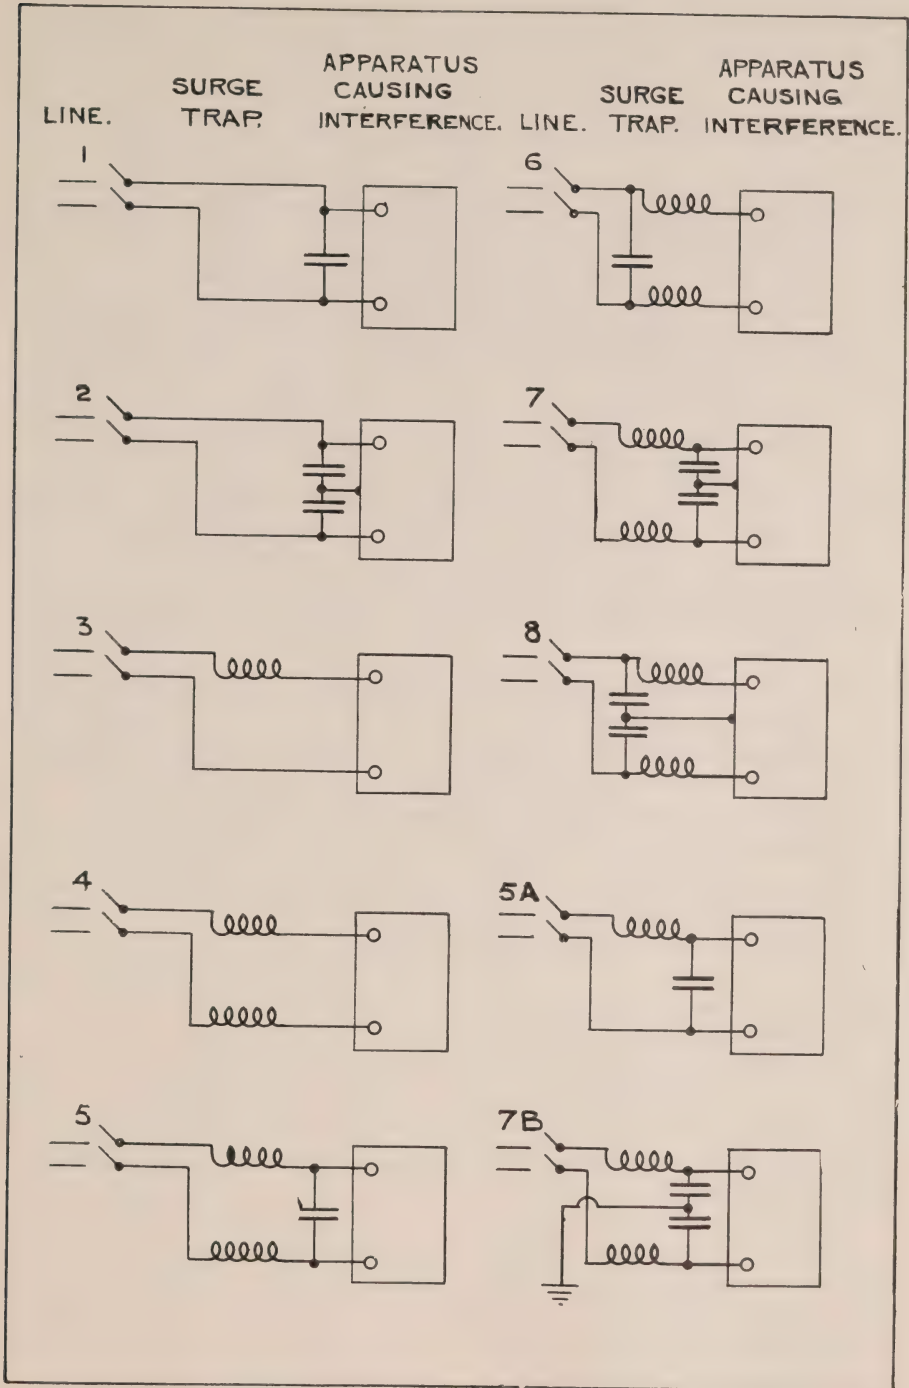 LINE.
SURGE
TRAP.
APPARATUS
CAUSING
INTERFERENCE.
LINE.
SURGE
TRAP.
APPARATUS
CAUSING
INTERFERENCE.
1
2
3
4
5
6
7
8
5A
7B